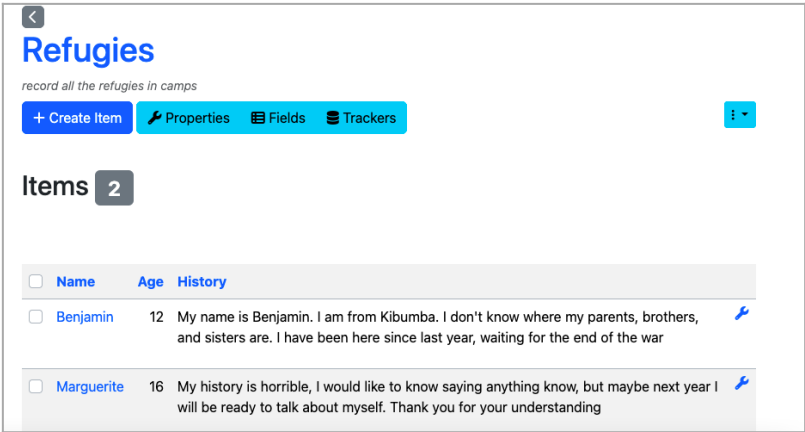 Refugies
record all the refugies in camps
+ Create Item Properties Fields Trackers
Items 2
Name Age History
Benjamin 12 My name is Benjamin. I am from Kibumba. I don't know where my parents, brothers,
and sisters are. I have been here since last year, waiting for the end of the war
Marguerite 16 My history is horrible, I would like to know saying anything know, but maybe next year I
will be ready to talk about myself. Thank you for your understanding